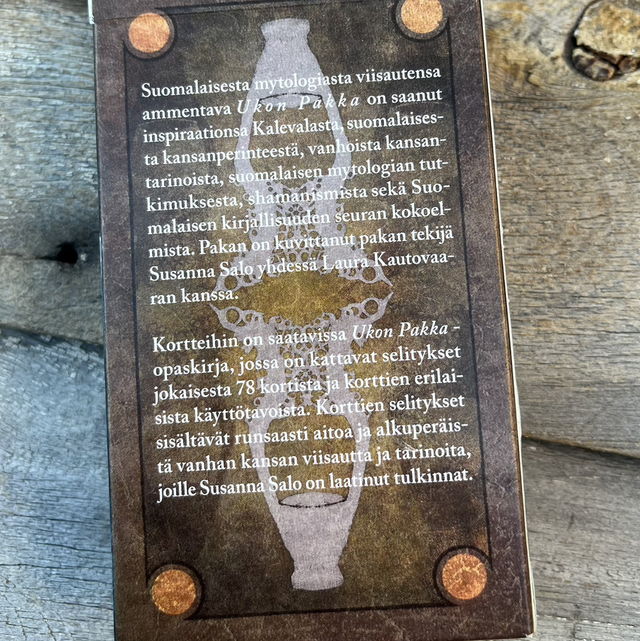 Suomalaisesta mytologiasta viisautensa
ammentava Ukon Pakka on saanut
inspiraationsa Kalevalasta, suomalaises-
ta kansanperinteestä, vanhoista kansan-
tarinoista, suomalaisen mytologian tut-
kimuksesta, shamanismista sekä Suo-
malaisen kirjallisuuden seuran kokoel-
mista. Pakan on kuvittanut pakan tekijä
Susanna Salo yhdessä Laura Kautovaa-
ran kanssa.
Kortteihin on saatavissa Ukon Pakka -
opaskirja, jossa on kattavat selitykset
jokaisesta 78 kortista ja korttien erilai-
sista käyttötavoista. Korttien selitykset
sisältävät runsaasti aitoa ja alkuperäis-
tä vanhan kansan viisautta ja tarinoita,
joille Susanna Salo on laatinut tulkinnat.